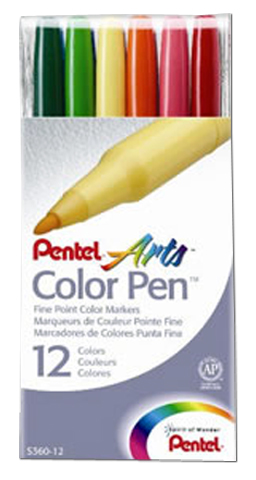 Pentel Arts™
Color Pen™
Fine Point Color Markers
Marqueurs de Couleur Pointe Fine
Marcadores de Colores Punta Fina
12 Colors
Couleurs
Colores
AP
Spirit of Wonder
Pentel
S360-12